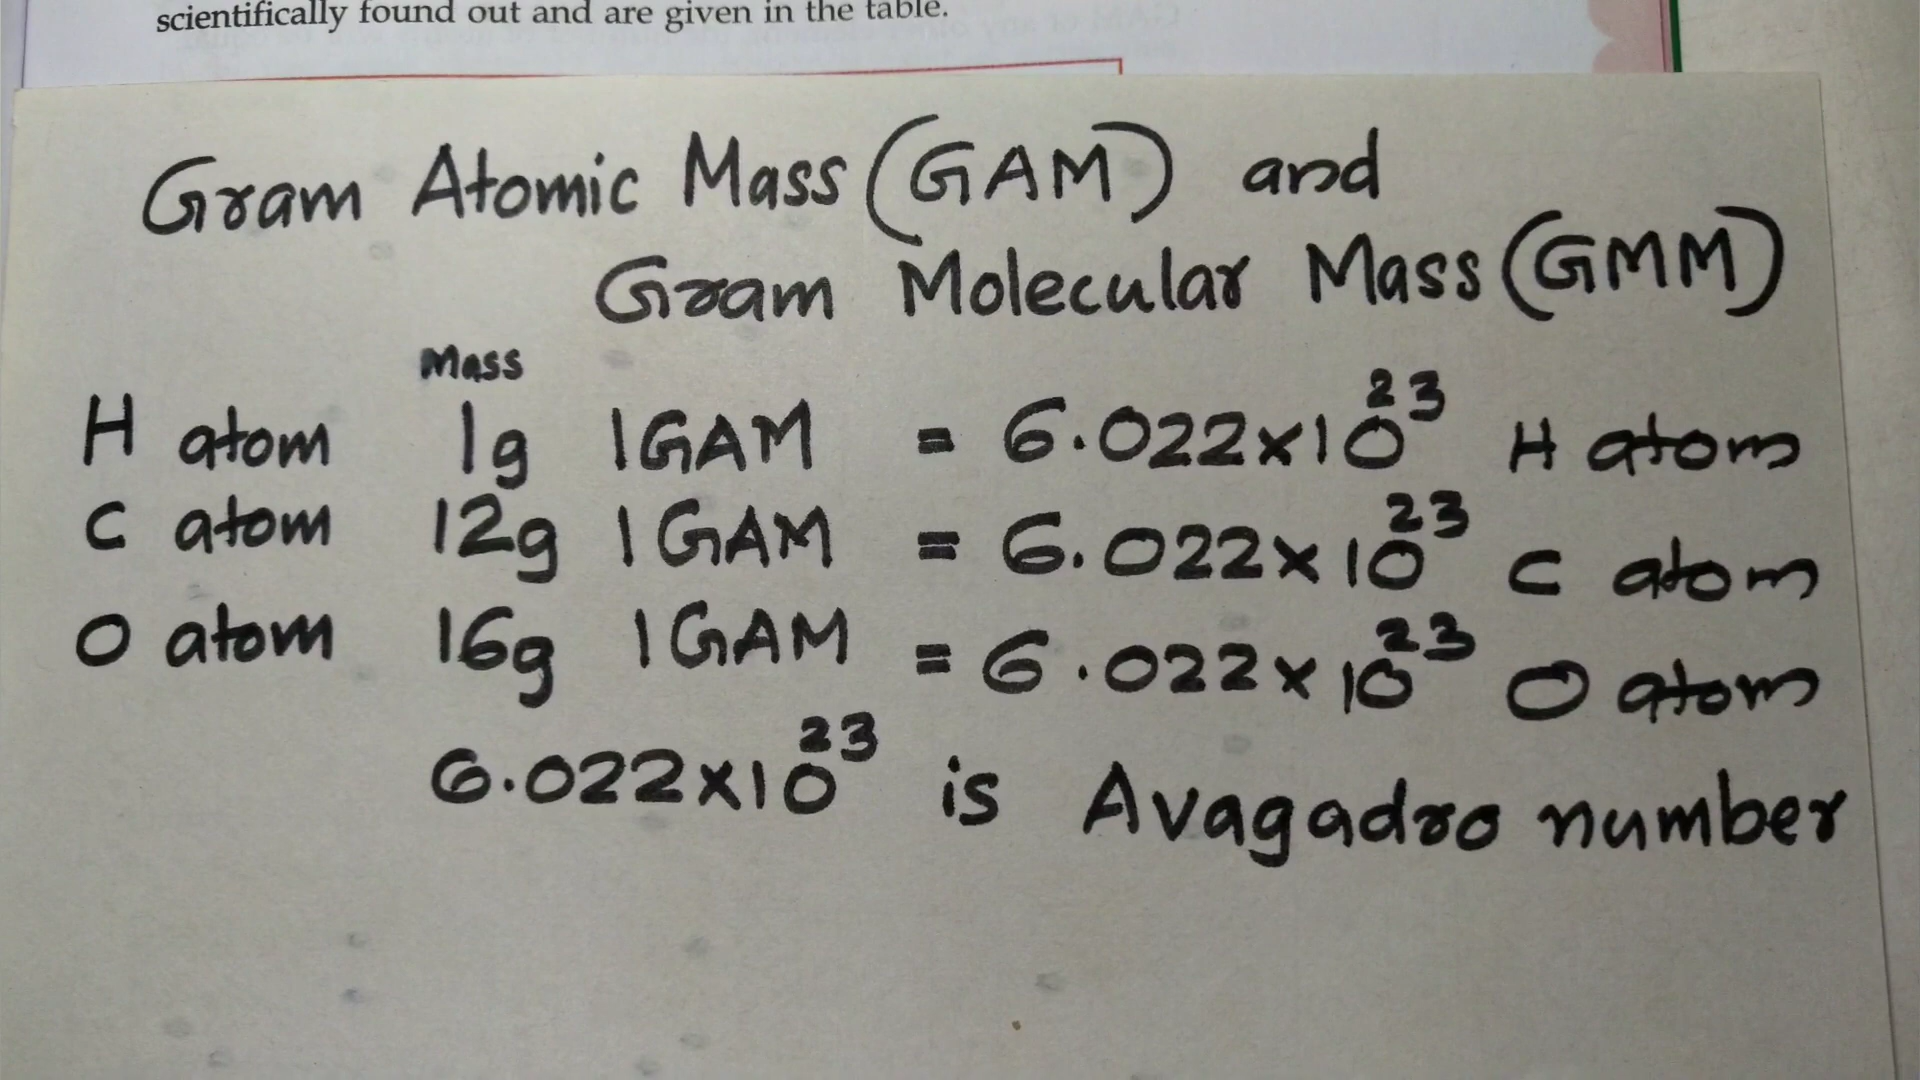 scientifically found out and are given in the table.
Gram Atomic Mass (GAM) and
Gram Molecular Mass (GMM)
Mass
H atom 1g 1GAM = 6.022×10²³ H atom
C atom 12g 1GAM = 6.022×10²³ C atom
O atom 16g 1GAM = 6.022×10²³ O atom
6.022×10²³ is Avagadro number